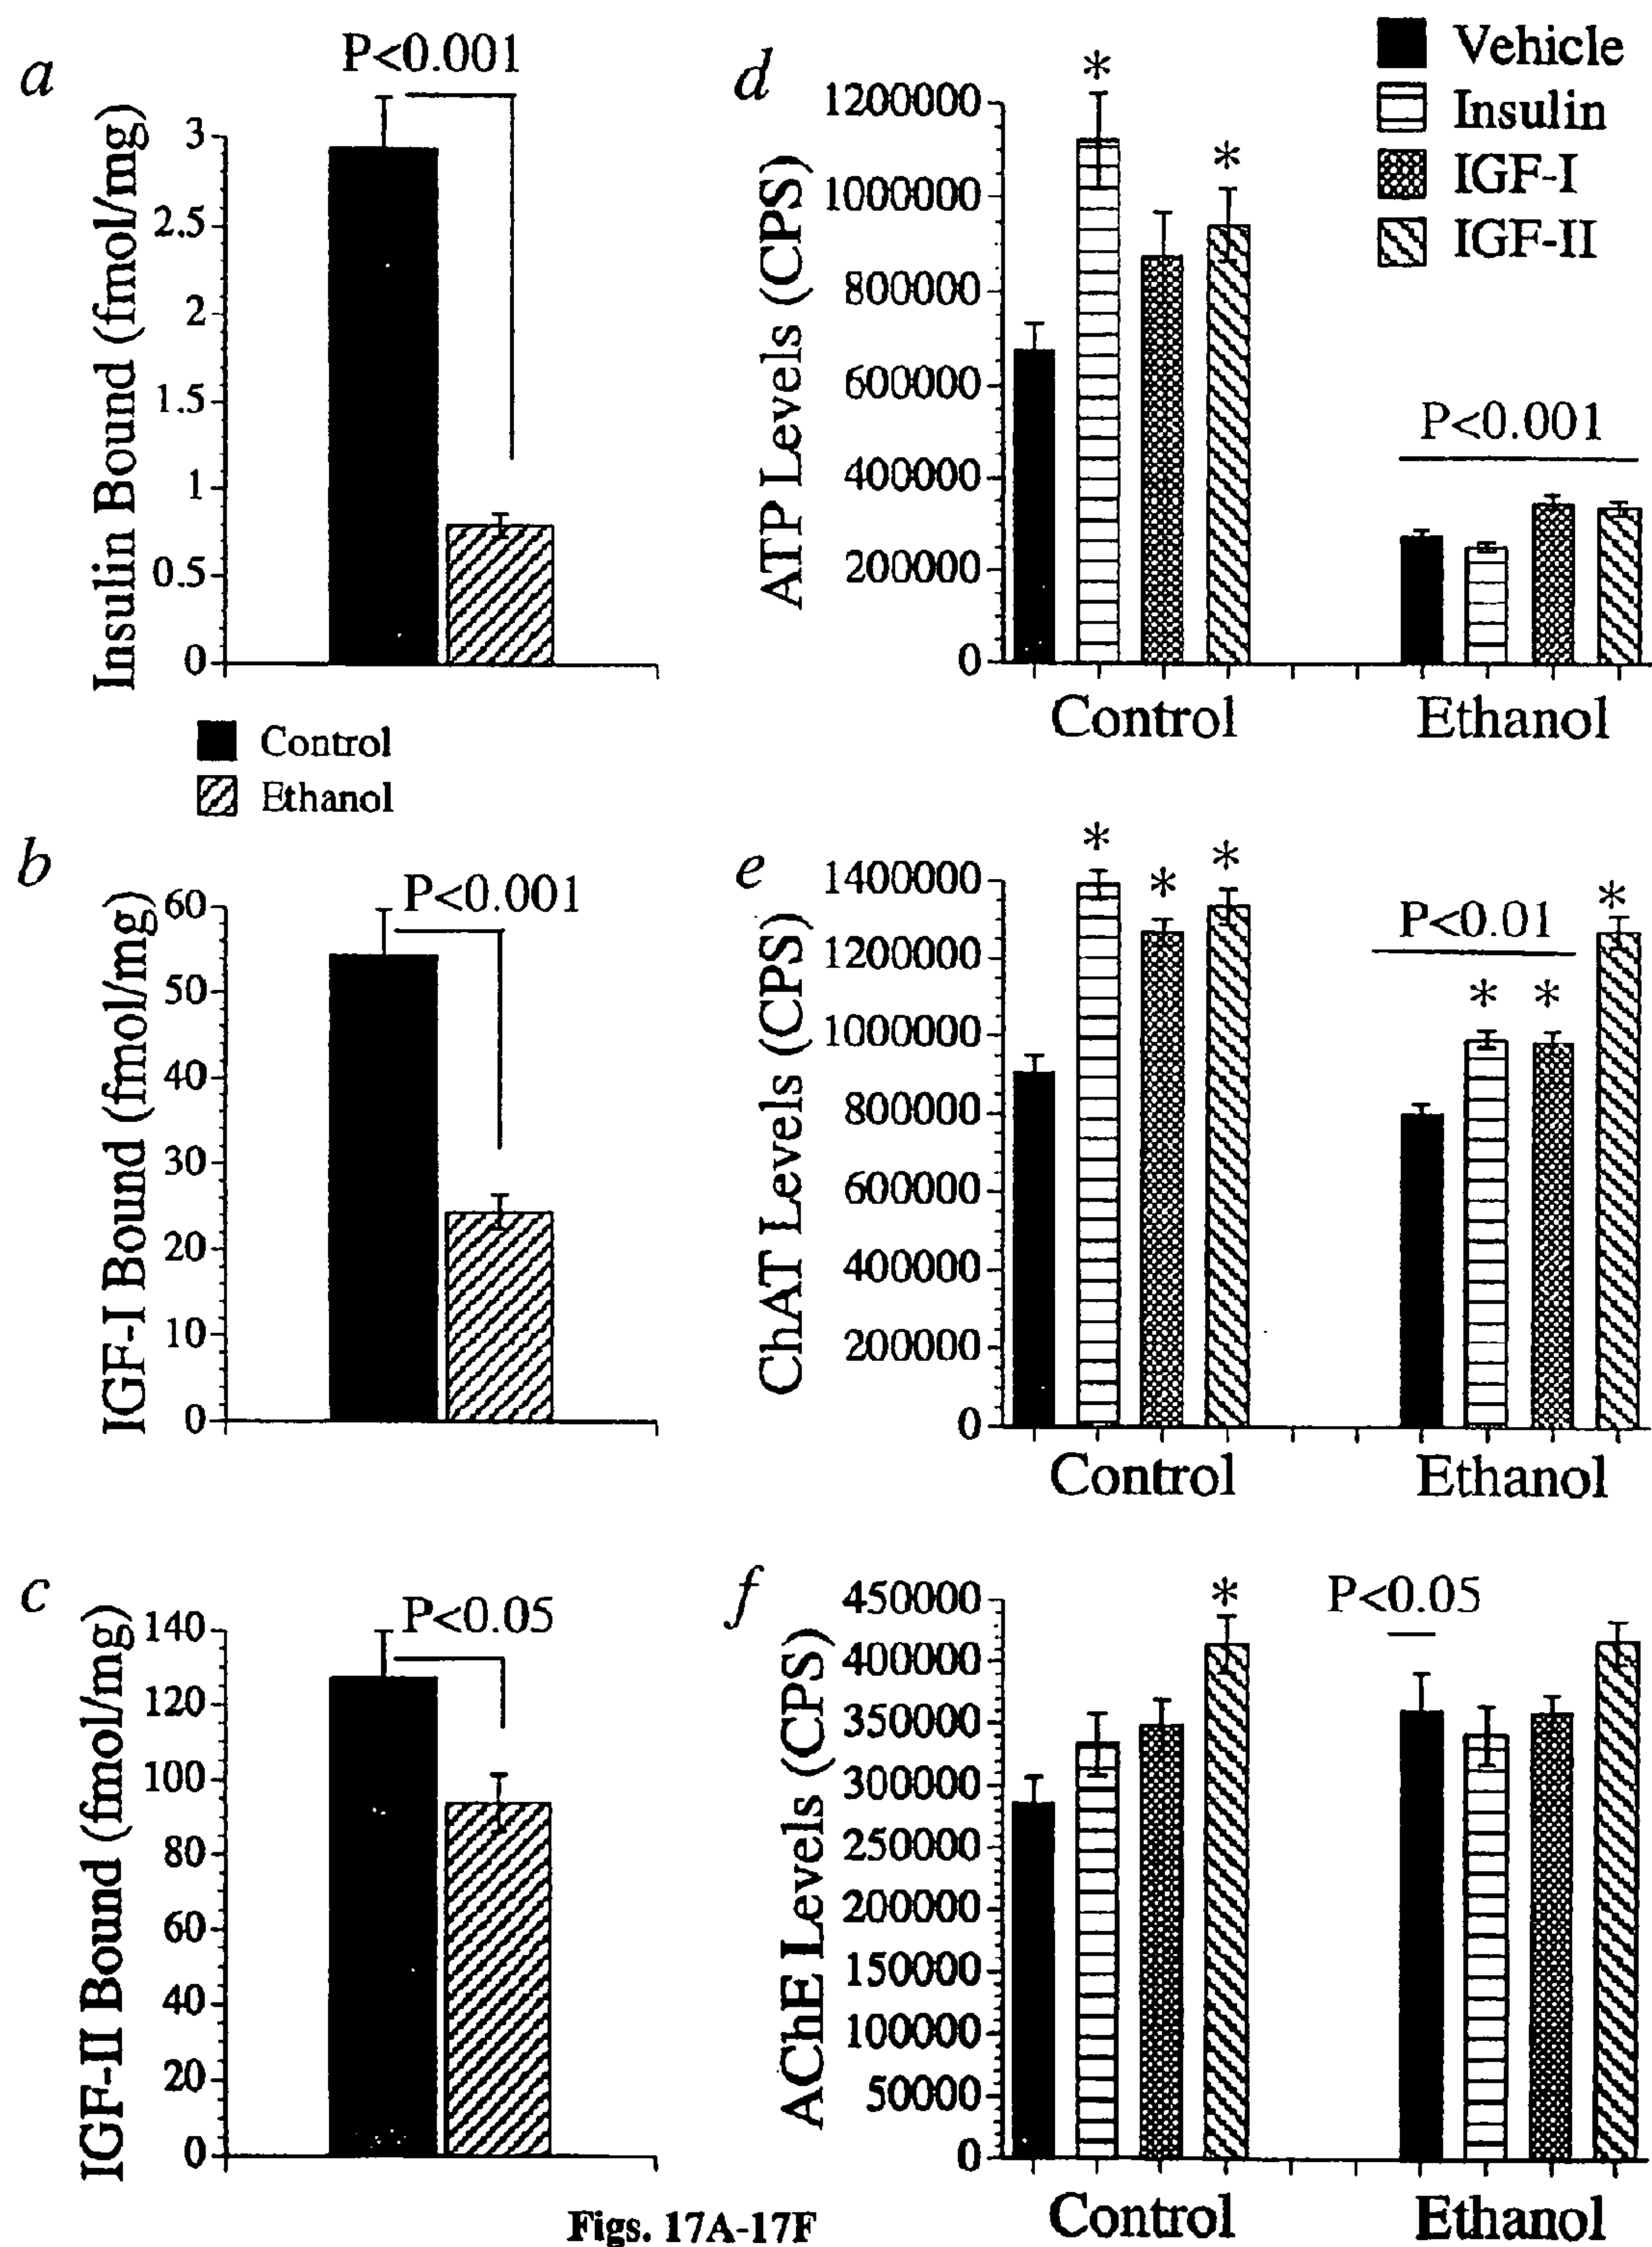 a
P<0.001
Insulin Bound (fmol/mg)
3
2.5
2
1.5
1
0.5
0
Control
Ethanol
b
P<0.001
IGF-I Bound (fmol/mg)
60
50
40
30
20
10
0
c
P<0.05
IGF-II Bound (fmol/mg)
140
120
100
80
60
40
20
0
Vehicle
Insulin
IGF-I
IGF-II
d
*
*
ATP Levels (CPS)
1200000
1000000
800000
600000
400000
200000
0
P<0.001
Control
Ethanol
e
*
*
*
P<0.01
*
*
*
ChAT Levels (CPS)
1400000
1200000
1000000
800000
600000
400000
200000
0
Control
Ethanol
f
*
P<0.05
AChE Levels (CPS)
450000
400000
350000
300000
250000
200000
150000
100000
50000
0
Control
Ethanol
Figs. 17A-17F